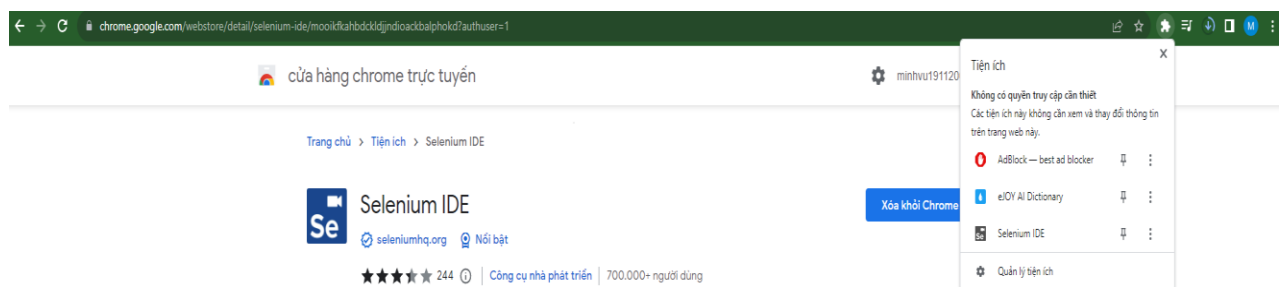 chrome.google.com/webstore/detail/selenium-ide/mooikfkahbdckldjjndioackbalphokd?authuser=1
M
cửa hàng chrome trực tuyến
minhvu191120
Trang chủ > Tiện ích > Selenium IDE
Se
Selenium IDE
seleniumhq.org Nổi bật
244 Công cụ nhà phát triển 700.000+ người dùng
Xóa khỏi Chrome
Tiện ích X
Không có quyền truy cập cần thiết
Các tiện ích này không cần xem và thay đổi thông tin
trên trang web này.
AdBlock — best ad blocker
eJOY AI Dictionary
Se Selenium IDE
Quản lý tiện ích